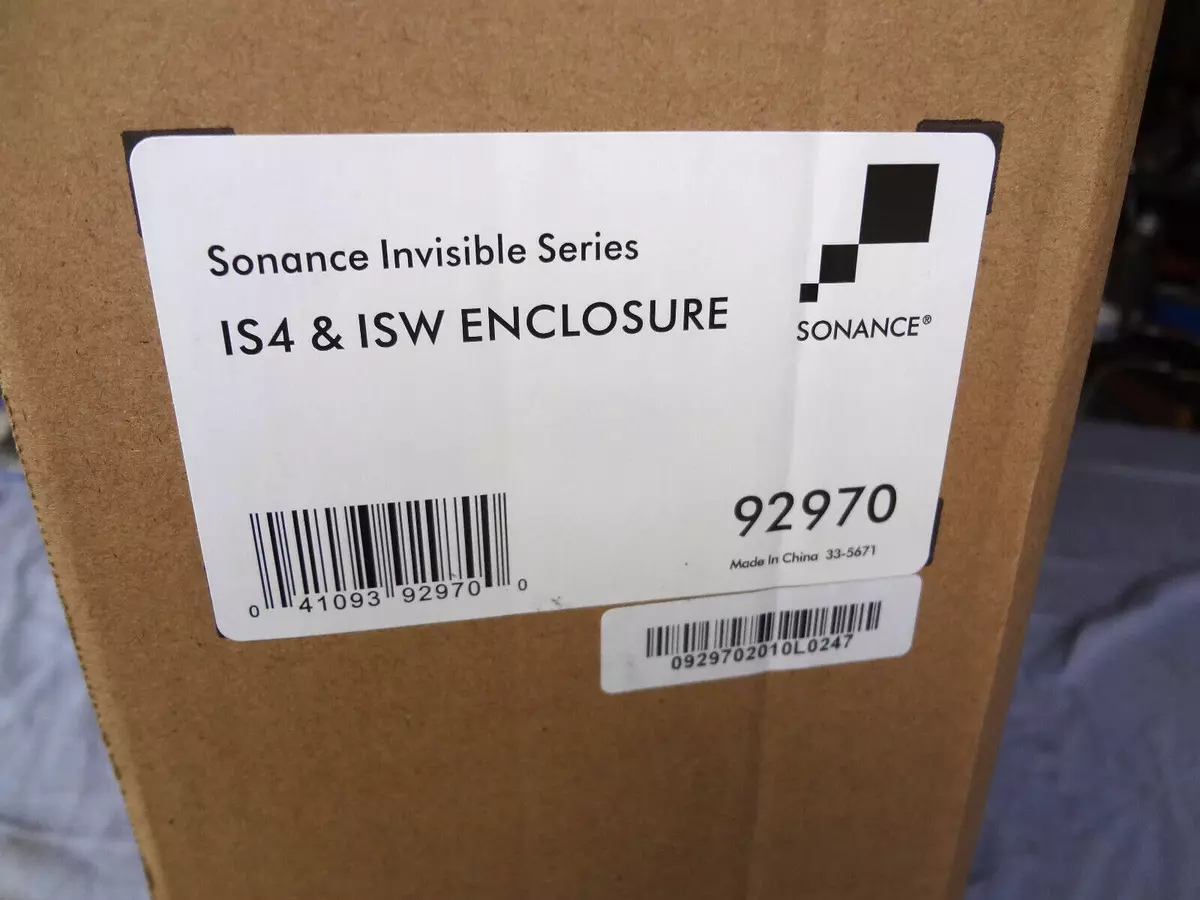 Sonance Invisible Series
IS4 & ISW ENCLOSURE
SONANCE®
92970
Made In China 33-5671
0 41093 92970 0
0929702010L0247